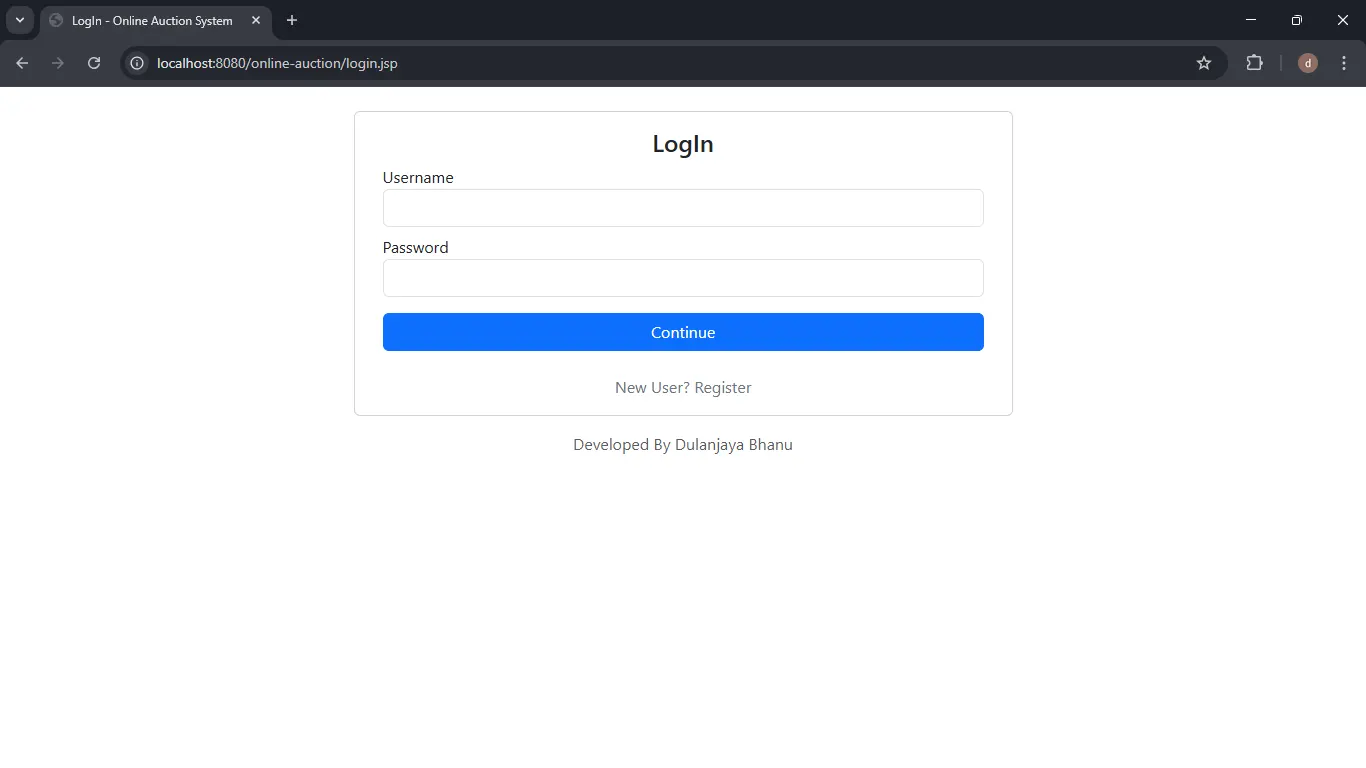 LogIn - Online Auction System
localhost:8080/online-auction/login.jsp
d
LogIn
Username
Password
Continue
New User? Register
Developed By Dulanjaya Bhanu